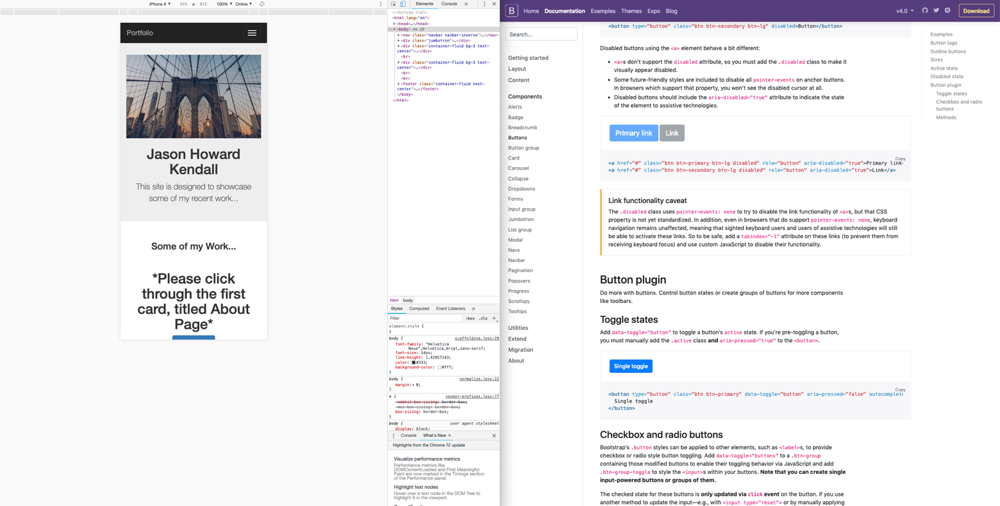 iPhone X ▼ 375 × 812 100% ▼ Online ▼
Portfolio
Jason Howard
Kendall
This site is designed to showcase
some of my recent work...
Some of my Work...
*Please click
through the first
card, titled About
Page*
Elements Console »
<!doctype html>
<html lang="en">
▶<head>…</head>
…▼<body> == $0
▶<nav class="navbar navbar-inverse">…</nav>
▶<div class="jumbotron">…</div>
▶<div class="container-fluid bg-3 text-
center">…</div>
<br>
▶<div class="container-fluid bg-3 text-
center">…</div>
<br>
<br>
▶<footer class="container-fluid text-
center">…</footer>
</body>
</html>
html body
Styles Computed Event Listeners »
Filter :hov .cls +
element.style {
}
body { scaffolding.less:28
font-family: "Helvetica
Neue",Helvetica,Arial,sans-serif;
font-size: 14px;
line-height: 1.42857143;
color: #333;
background-color: #fff;
}
body { normalize.less:22
margin:▶ 0;
}
* { vendor-prefixes.less:77
-webkit-box-sizing: border-box;
-moz-box-sizing: border-box;
box-sizing: border-box;
}
body { user agent stylesheet
display: block;
Console What's New ×
Highlights from the Chrome 72 update
Visualize performance metrics
Performance metrics like
DOMContentLoaded and First Meaningful
Paint are now marked in the Timings section
of the Performance panel.
Highlight text nodes
Hover over a text node in the DOM Tree to
highlight it in the viewport.
B Home Documentation Examples Themes Expo Blog v4.0 Download
Search...
Getting started
Layout
Content
Components
Alerts
Badge
Breadcrumb
Buttons
Button group
Card
Carousel
Collapse
Dropdowns
Forms
Input group
Jumbotron
List group
Modal
Navs
Navbar
Pagination
Popovers
Progress
Scrollspy
Tooltips
Utilities
Extend
Migration
About
<button type="button" class="btn btn-secondary btn-lg" disabled>Button</button>
Disabled buttons using the <a> element behave a bit different:
• <a>s don’t support the disabled attribute, so you must add the .disabled class to make it
visually appear disabled.
• Some future-friendly styles are included to disable all pointer-events on anchor buttons.
In browsers which support that property, you won’t see the disabled cursor at all.
• Disabled buttons should include the aria-disabled="true" attribute to indicate the state
of the element to assistive technologies.
Primary link Link
Copy
<a href="#" class="btn btn-primary btn-lg disabled" role="button" aria-disabled="true">Primary link<
<a href="#" class="btn btn-secondary btn-lg disabled" role="button" aria-disabled="true">Link</a>
Link functionality caveat
The .disabled class uses pointer-events: none to try to disable the link functionality of <a>s, but that CSS
property is not yet standardized. In addition, even in browsers that do support pointer-events: none, keyboard
navigation remains unaffected, meaning that sighted keyboard users and users of assistive technologies will still
be able to activate these links. So to be safe, add a tabindex="-1" attribute on these links (to prevent them from
receiving keyboard focus) and use custom JavaScript to disable their functionality.
Button plugin
Do more with buttons. Control button states or create groups of buttons for more components
like toolbars.
Toggle states
Add data-toggle="button" to toggle a button’s active state. If you’re pre-toggling a button,
you must manually add the .active class and aria-pressed="true" to the <button>.
Single toggle
Copy
<button type="button" class="btn btn-primary" data-toggle="button" aria-pressed="false" autocomplete
Single toggle
</button>
Checkbox and radio buttons
Bootstrap’s .button styles can be applied to other elements, such as <label>s, to provide
checkbox or radio style button toggling. Add data-toggle="buttons" to a .btn-group
containing those modified buttons to enable their toggling behavior via JavaScript and add
.btn-group-toggle to style the <input>s within your buttons. Note that you can create single
input-powered buttons or groups of them.
The checked state for these buttons is only updated via click event on the button. If you use
another method to update the input—e.g., with <input type="reset"> or by manually applying
Examples
Button tags
Outline buttons
Sizes
Active state
Disabled state
Button plugin
Toggle states
Checkbox and radio
buttons
Methods